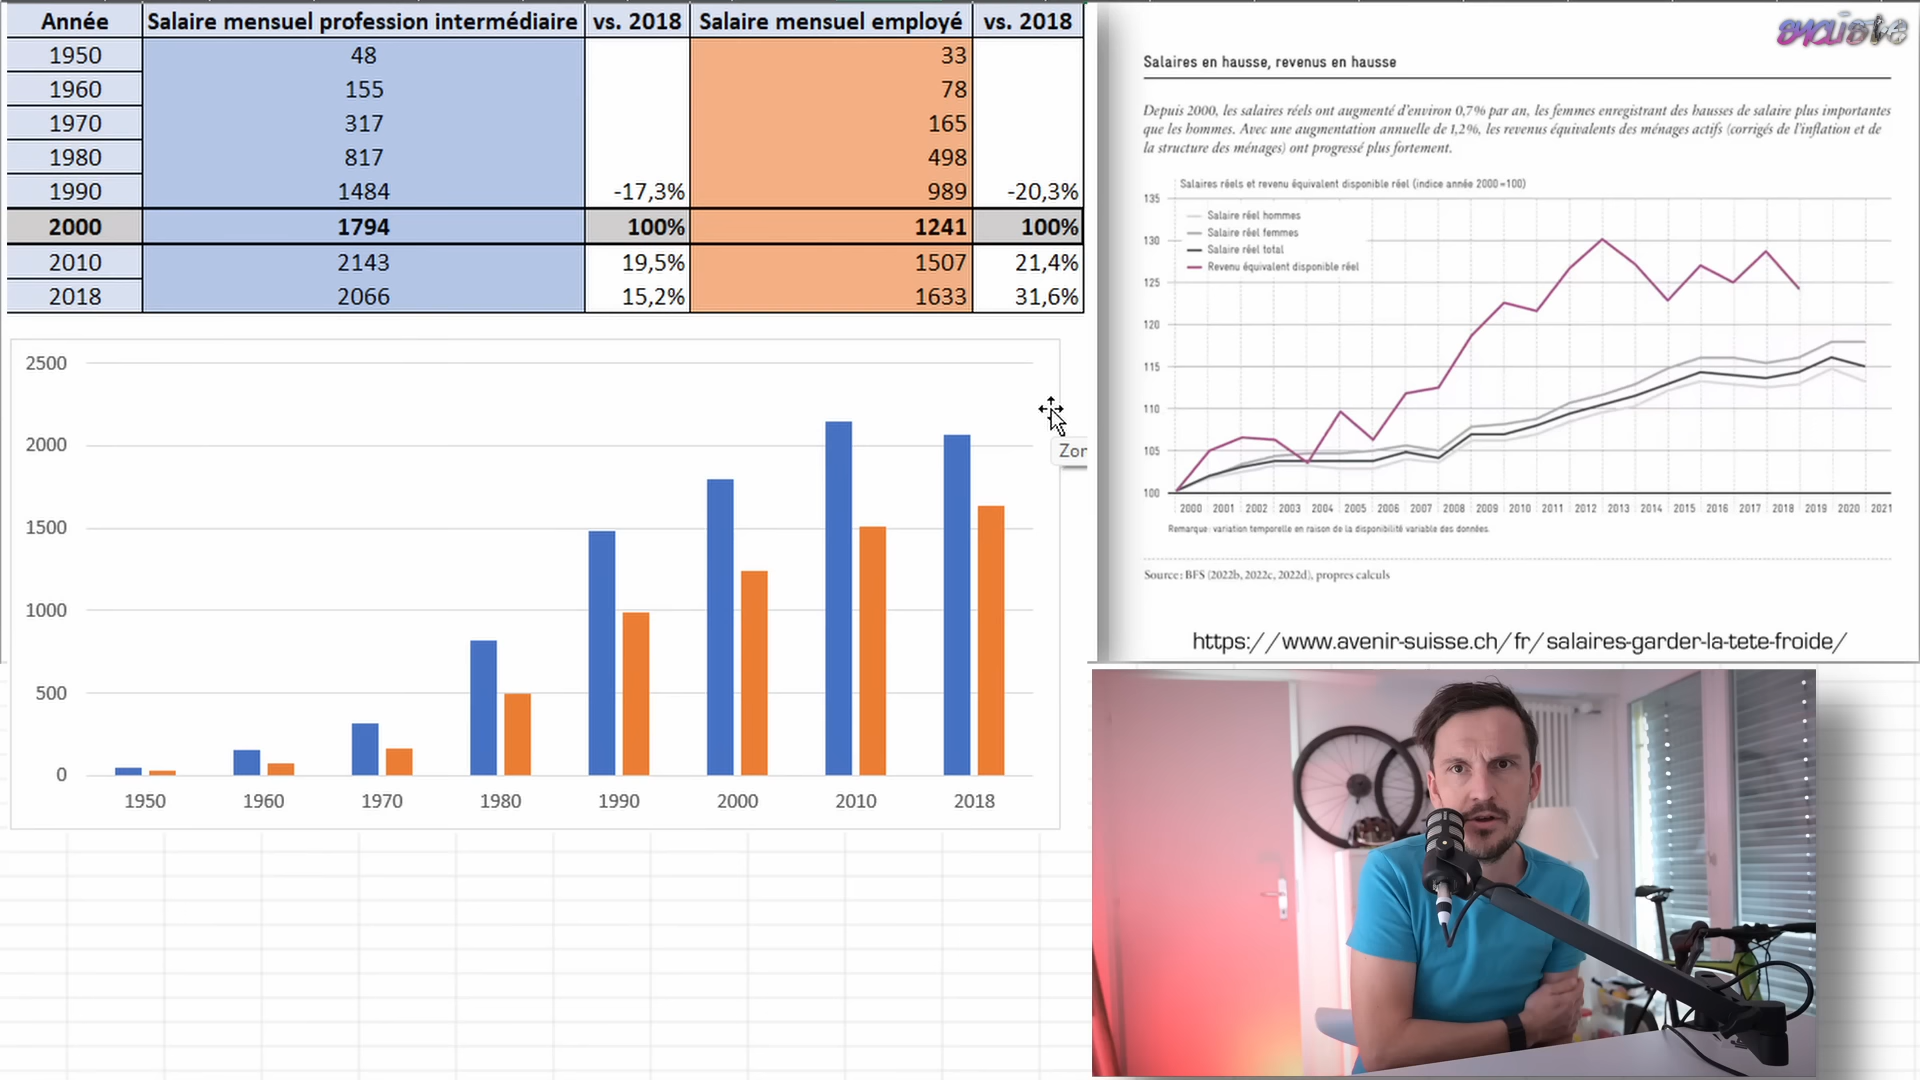 Année Salaire mensuel profession intermédiaire vs. 2018 Salaire mensuel employé vs. 2018
1950 48 33
1960 155 78
1970 317 165
1980 817 498
1990 1484 -17,3% 989 -20,3%
2000 1794 100% 1241 100%
2010 2143 19,5% 1507 21,4%
2018 2066 15,2% 1633 31,6%
2500
2000
1500
1000
500
0
1950 1960 1970 1980 1990 2000 2010 2018
Zor
Salaires en hausse, revenus en hausse
Depuis 2000, les salaires réels ont augmenté d'environ 0,7% par an, les femmes enregistrant des hausses de salaire plus importantes
que les hommes. Avec une augmentation annuelle de 1,2%, les revenus équivalents des ménages actifs (corrigés de l'inflation et de
la structure des ménages) ont progressé plus fortement.
Salaires réels et revenu équivalent disponible réel (indice année 2000=100)
135
130
125
120
115
110
105
100
Salaire réel hommes
Salaire réel femmes
Salaire réel total
Revenu équivalent disponible réel
2000 2001 2002 2003 2004 2005 2006 2007 2008 2009 2010 2011 2012 2013 2014 2015 2016 2017 2018 2019 2020 2021
Remarque: variation temporelle en raison de la disponibilité variable des données.
Source: BFS (2022b, 2022c, 2022d), propres calculs
https://www.avenir-suisse.ch/fr/salaires-garder-la-tete-froide/